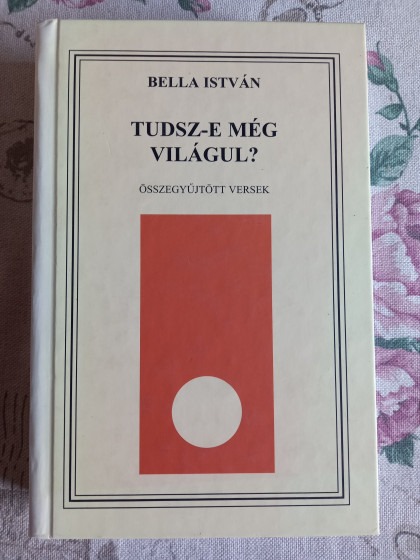 BELLA ISTVÁN
TUDSZ-E MÉG
VILÁGUL?
ÖSSZEGYŰJTÖTT VERSEK